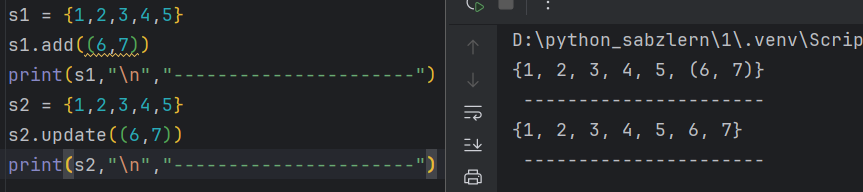 s1 = {1,2,3,4,5}
s1.add((6,7))
print(s1,"\n","-----------------------")
s2 = {1,2,3,4,5}
s2.update((6,7))
print(s2,"\n","-----------------------")
D:\python_sabzlern\1\.venv\Scrip
{1, 2, 3, 4, 5, (6, 7)}
 -----------------------
{1, 2, 3, 4, 5, 6, 7}
 -----------------------